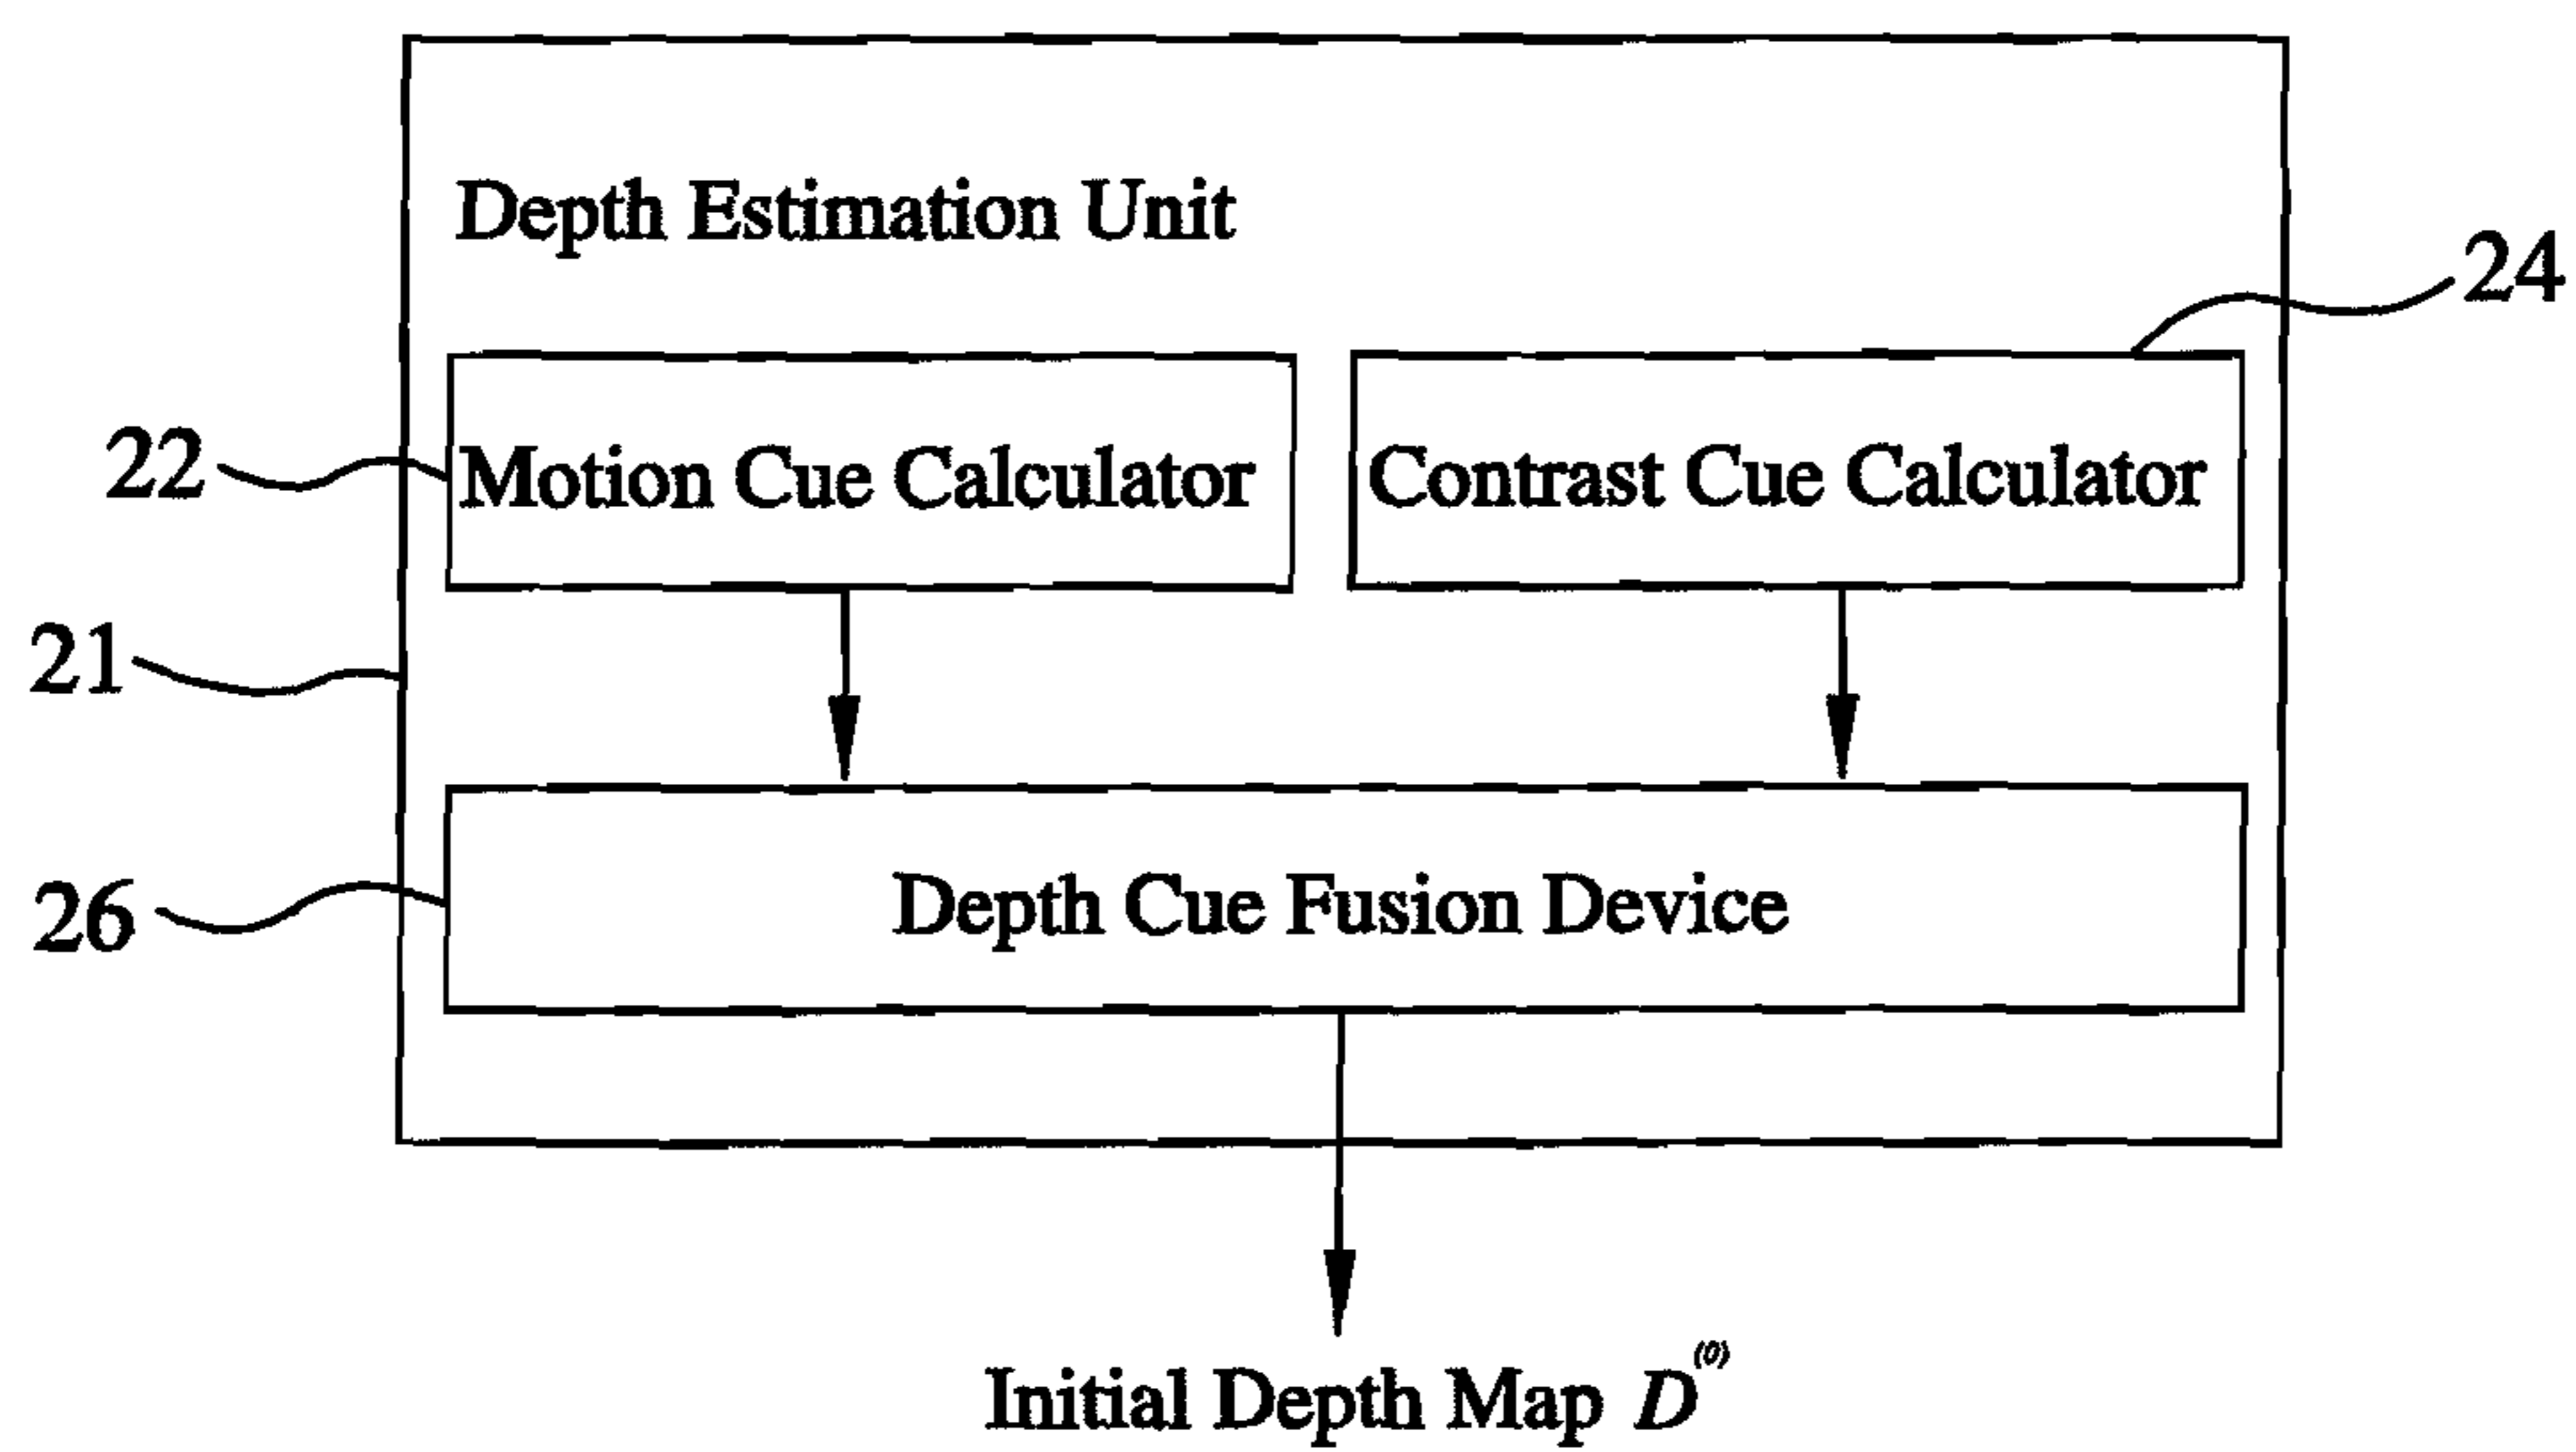 Depth Estimation Unit
24
22
Motion Cue Calculator
Contrast Cue Calculator
21
26
Depth Cue Fusion Device
Initial Depth Map D^(0)